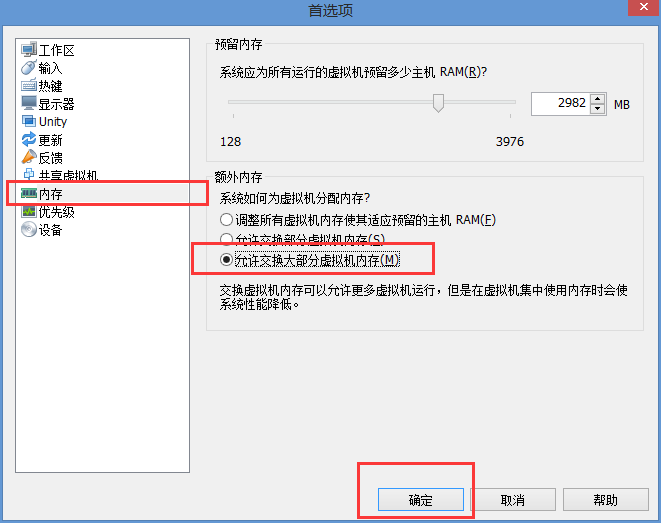 首选项
工作区
输入
热键
显示器
Unity
更新
反馈
共享虚拟机
内存
优先级
设备
预留内存
系统应为所有运行的虚拟机预留多少主机 RAM(R)?
2982 MB
128 3976
额外内存
系统如何为虚拟机分配内存?
调整所有虚拟机内存使其适应预留的主机 RAM(F)
允许交换部分虚拟机内存(S)
允许交换大部分虚拟机内存(M)
交换虚拟机内存可以允许更多虚拟机运行，但是在虚拟机集中使用内存时会使
系统性能降低。
确定 取消 帮助